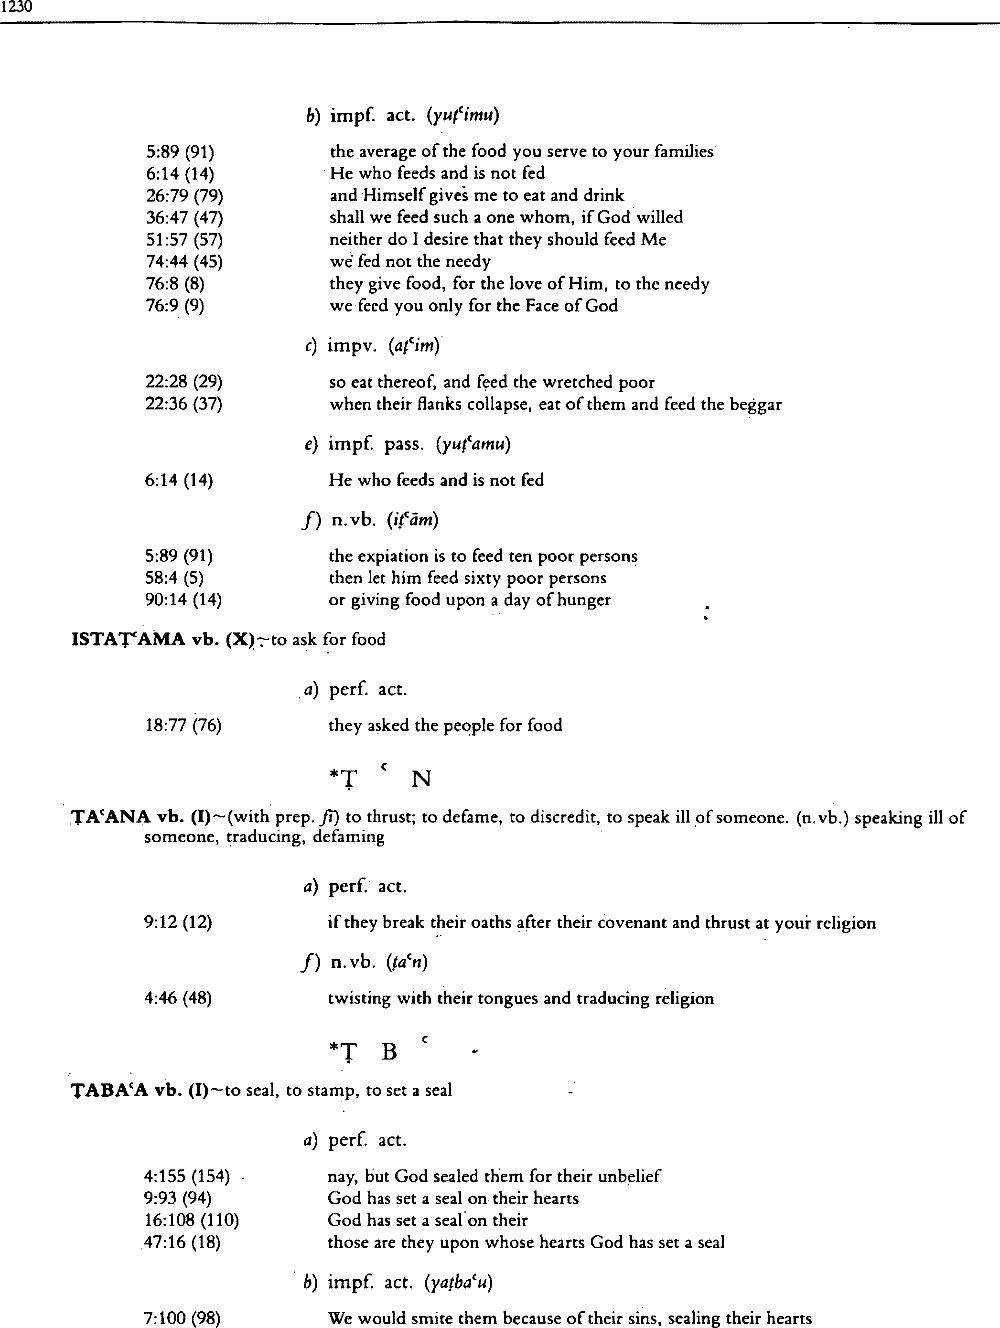 1230
b) impf. act. (yuṭʿimu)
5:89 (91) the average of the food you serve to your families
6:14 (14) He who feeds and is not fed
26:79 (79) and Himself gives me to eat and drink
36:47 (47) shall we feed such a one whom, if God willed
51:57 (57) neither do I desire that they should feed Me
74:44 (45) we fed not the needy
76:8 (8) they give food, for the love of Him, to the needy
76:9 (9) we feed you only for the Face of God
c) impv. (aṭʿim)
22:28 (29) so eat thereof, and feed the wretched poor
22:36 (37) when their flanks collapse, eat of them and feed the beggar
e) impf. pass. (yuṭʿamu)
6:14 (14) He who feeds and is not fed
f) n.vb. (iṭʿām)
5:89 (91) the expiation is to feed ten poor persons
58:4 (5) then let him feed sixty poor persons
90:14 (14) or giving food upon a day of hunger
ISTAṬʿAMA vb. (X)~to ask for food
a) perf. act.
18:77 (76) they asked the people for food
*Ṭ ʿ N
ṬAʿANA vb. (I)~(with prep. fī) to thrust; to defame, to discredit, to speak ill of someone. (n.vb.) speaking ill of
someone, traducing, defaming
a) perf. act.
9:12 (12) if they break their oaths after their covenant and thrust at your religion
f) n.vb. (ṭaʿn)
4:46 (48) twisting with their tongues and traducing religion
*Ṭ B ʿ
ṬABAʿA vb. (I)~to seal, to stamp, to set a seal
a) perf. act.
4:155 (154) nay, but God sealed them for their unbelief
9:93 (94) God has set a seal on their hearts
16:108 (110) God has set a seal on their
47:16 (18) those are they upon whose hearts God has set a seal
b) impf. act. (yaṭbaʿu)
7:100 (98) We would smite them because of their sins, sealing their hearts